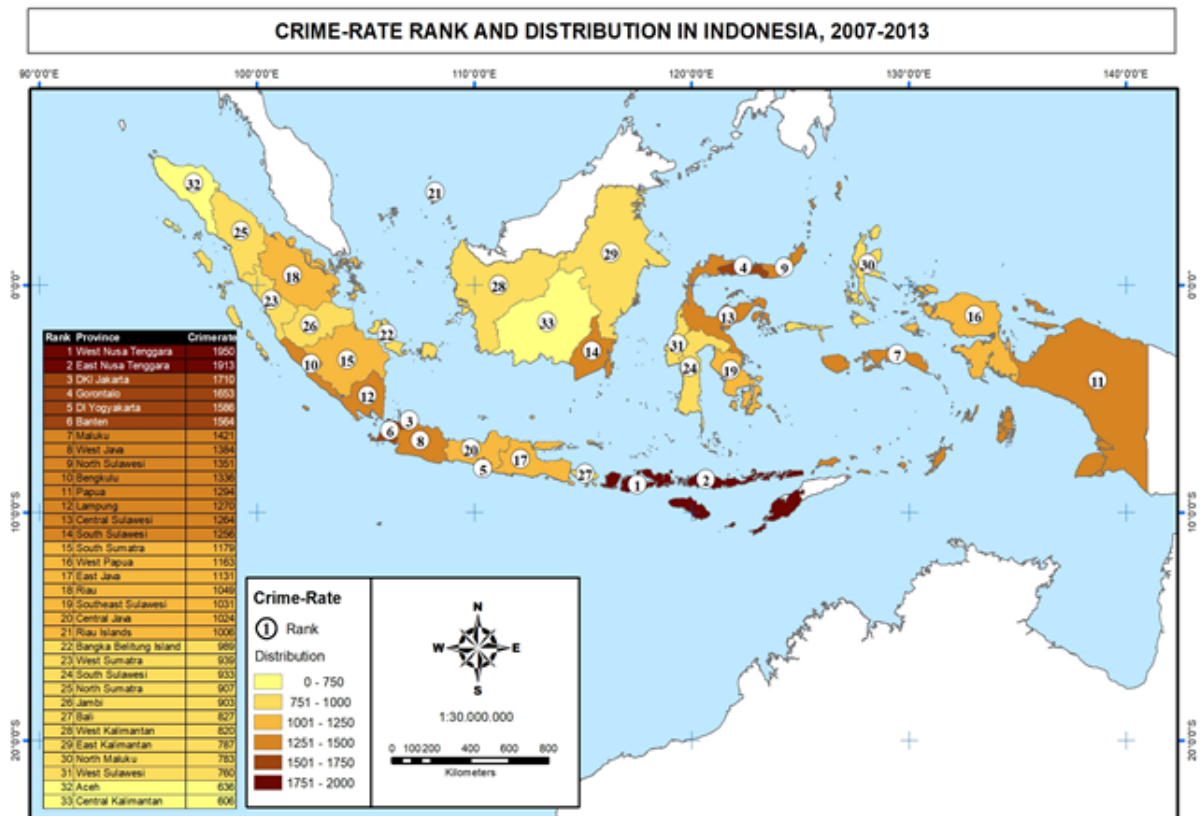 CRIME-RATE RANK AND DISTRIBUTION IN INDONESIA, 2007-2013
90°0'0"E 100°0'0"E 110°0'0"E 120°0'0"E 130°0'0"E 140°0'0"E
32
21
25
29
4 9 30
18
0°0'0" 0°0'0"
28
23
33
16
13
26 22
31
14
7
10 15
24 19
11
12
3
6 8
20 17
5 27
1 2
10°0'0"S 10°0'0"S
20°0'0"S 20°0'0"S
Rank Province Crimerate
1 West Nusa Tenggara 1950
2 East Nusa Tenggara 1913
3 DKI Jakarta 1710
4 Gorontalo 1653
5 DI Yogyakarta 1586
6 Banten 1564
7 Maluku 1421
8 West Java 1384
9 North Sulawesi 1351
10 Bengkulu 1336
11 Papua 1294
12 Lampung 1270
13 Central Sulawesi 1264
14 South Sulawesi 1256
15 South Sumatra 1179
16 West Papua 1163
17 East Java 1131
18 Riau 1049
19 Southeast Sulawesi 1031
20 Central Java 1024
21 Riau Islands 1006
22 Bangka Belitung Island 989
23 West Sumatra 939
24 South Sulawesi 933
25 North Sumatra 907
26 Jambi 903
27 Bali 827
28 West Kalimantan 820
29 East Kalimantan 787
30 North Maluku 783
31 West Sulawesi 760
32 Aceh 636
33 Central Kalimantan 606
Crime-Rate
1 Rank
Distribution
0 - 750
751 - 1000
1001 - 1250
1251 - 1500
1501 - 1750
1751 - 2000
N
W E
S
1:30.000.000
0 100 200 400 600 800
Kilometers